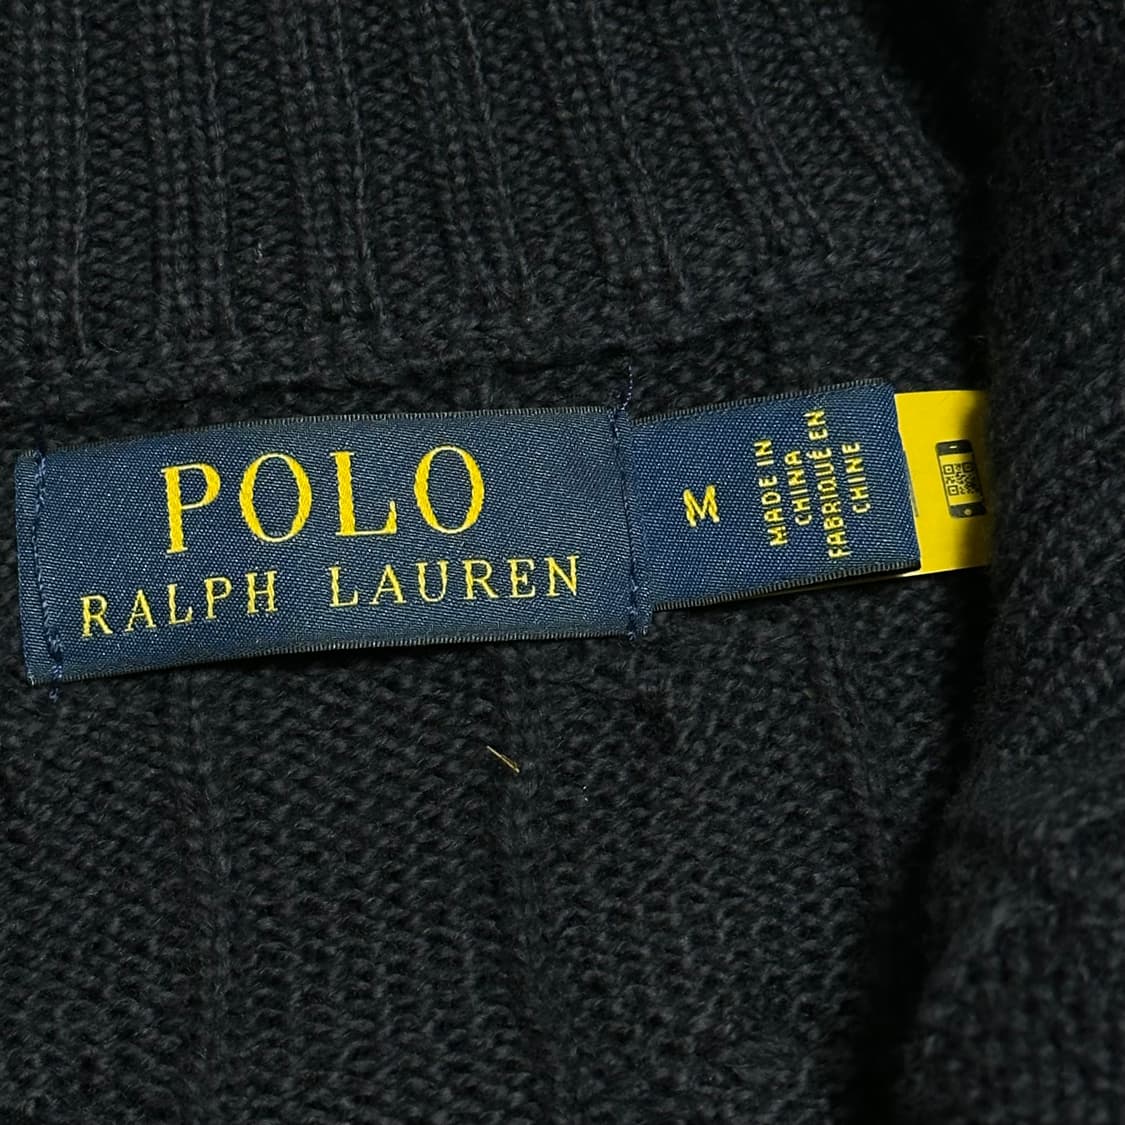 POLO
RALPH LAUREN
M
MADE IN
CHINA
FABRIQUÉ EN
CHINE